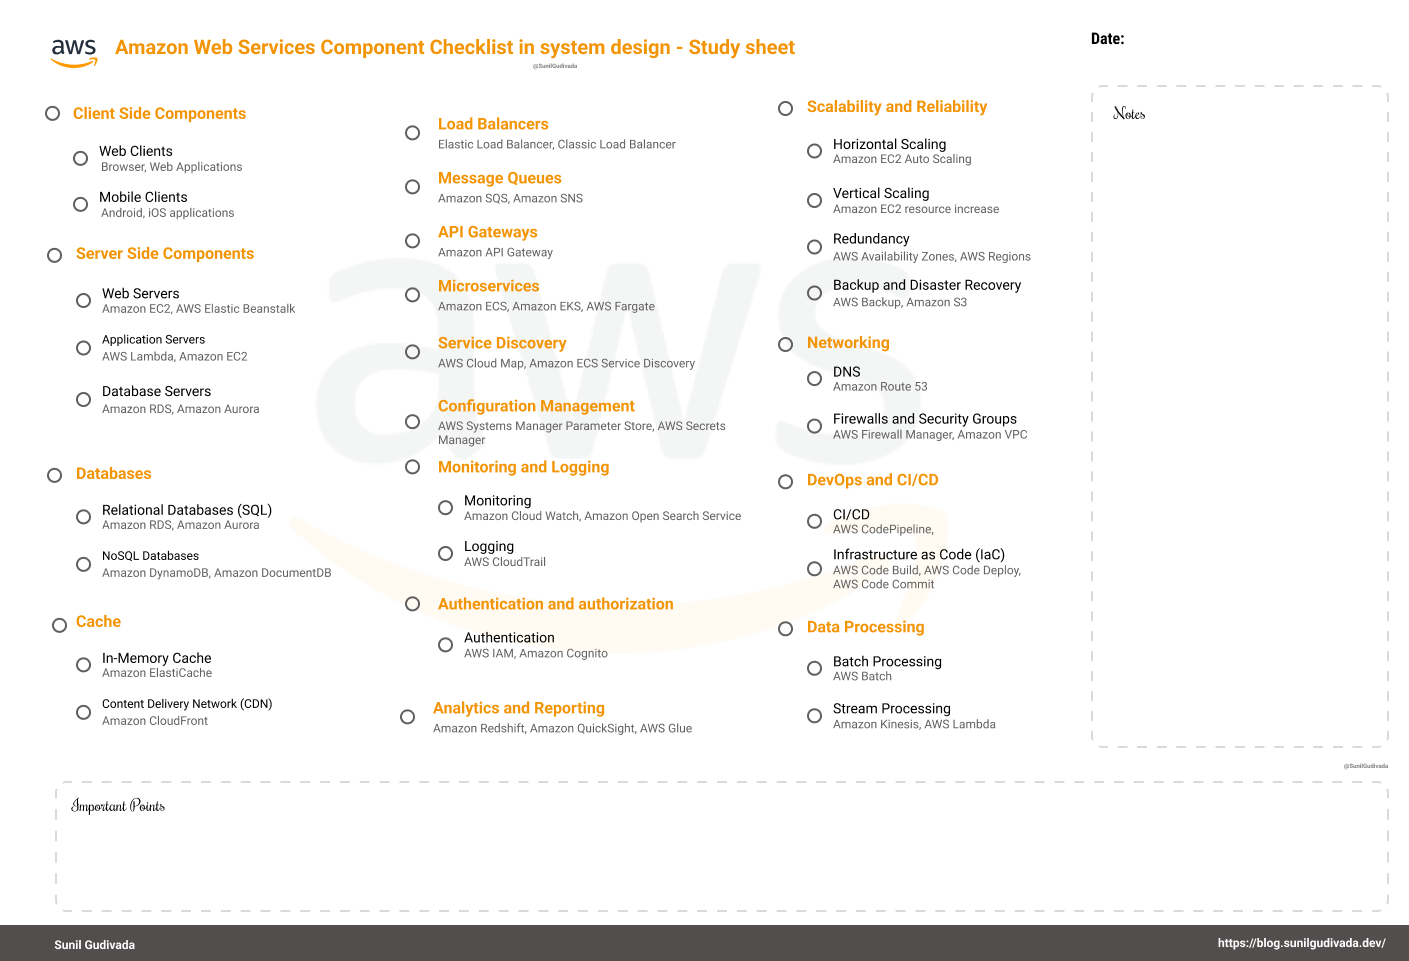 aws
Amazon Web Services Component Checklist in system design - Study sheet
@SunilGudivada
Date:
Client Side Components
Web Clients
Browser, Web Applications
Mobile Clients
Android, iOS applications
Server Side Components
Web Servers
Amazon EC2, AWS Elastic Beanstalk
Application Servers
AWS Lambda, Amazon EC2
Database Servers
Amazon RDS, Amazon Aurora
Databases
Relational Databases (SQL)
Amazon RDS, Amazon Aurora
NoSQL Databases
Amazon DynamoDB, Amazon DocumentDB
Cache
In-Memory Cache
Amazon ElastiCache
Content Delivery Network (CDN)
Amazon CloudFront
Load Balancers
Elastic Load Balancer, Classic Load Balancer
Message Queues
Amazon SQS, Amazon SNS
API Gateways
Amazon API Gateway
Microservices
Amazon ECS, Amazon EKS, AWS Fargate
Service Discovery
AWS Cloud Map, Amazon ECS Service Discovery
Configuration Management
AWS Systems Manager Parameter Store, AWS Secrets
Manager
Monitoring and Logging
Monitoring
Amazon Cloud Watch, Amazon Open Search Service
Logging
AWS CloudTrail
Authentication and authorization
Authentication
AWS IAM, Amazon Cognito
Analytics and Reporting
Amazon Redshift, Amazon QuickSight, AWS Glue
Scalability and Reliability
Horizontal Scaling
Amazon EC2 Auto Scaling
Vertical Scaling
Amazon EC2 resource increase
Redundancy
AWS Availability Zones, AWS Regions
Backup and Disaster Recovery
AWS Backup, Amazon S3
Networking
DNS
Amazon Route 53
Firewalls and Security Groups
AWS Firewall Manager, Amazon VPC
DevOps and CI/CD
CI/CD
AWS CodePipeline,
Infrastructure as Code (IaC)
AWS Code Build, AWS Code Deploy,
AWS Code Commit
Data Processing
Batch Processing
AWS Batch
Stream Processing
Amazon Kinesis, AWS Lambda
Notes
@SunilGudivada
Important Points
aws
Sunil Gudivada
https://blog.sunilgudivada.dev/